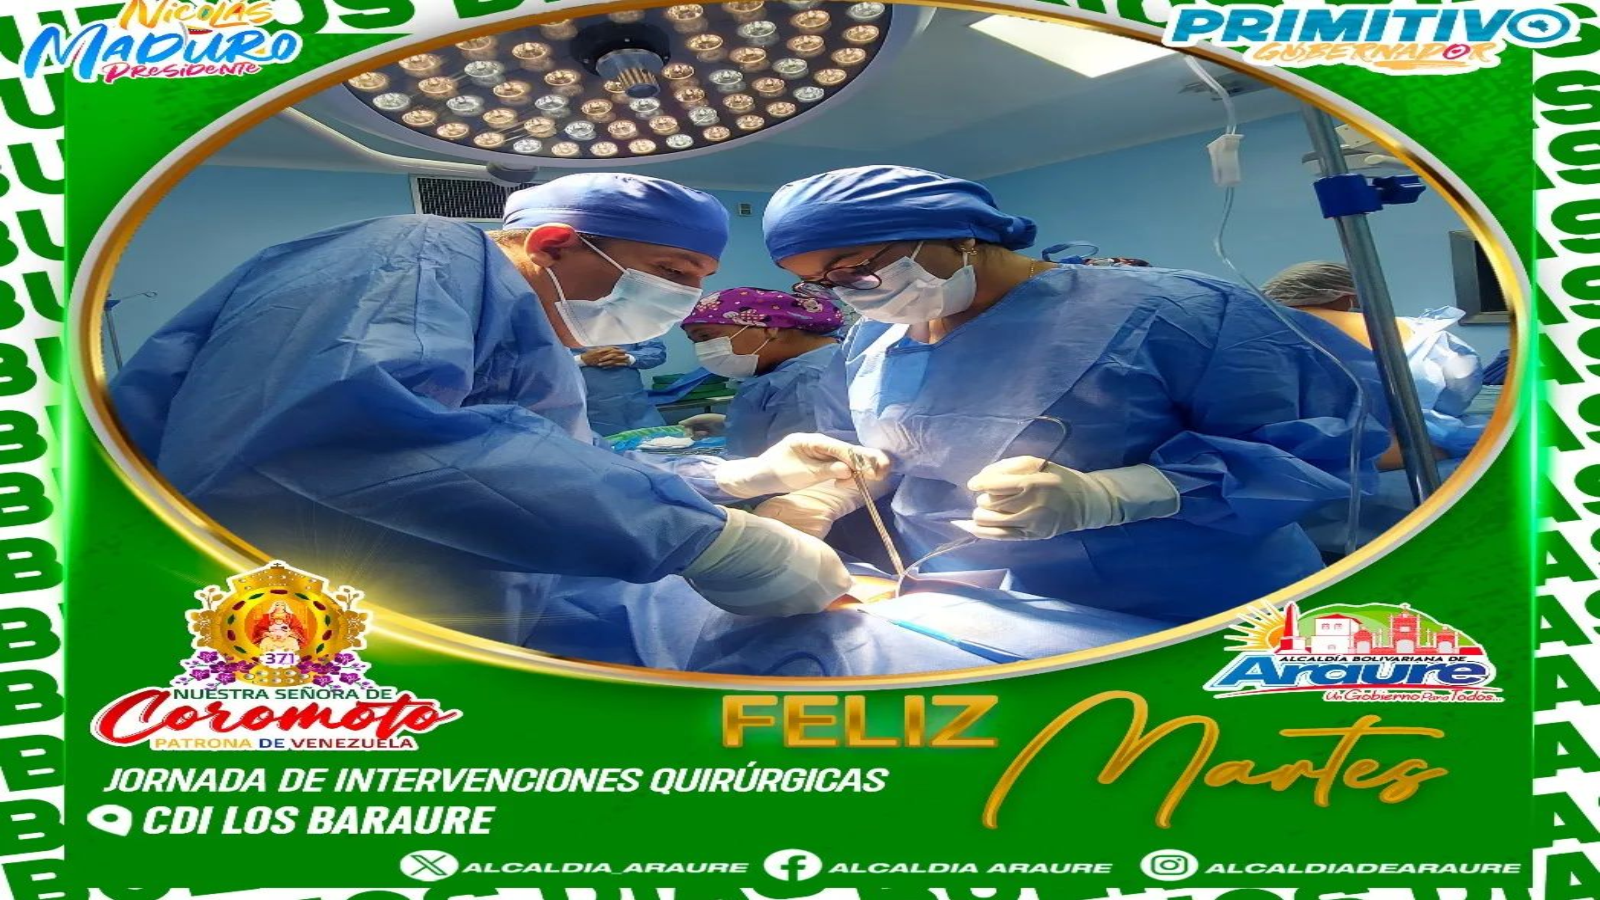 NICOLÁS
MADURO
PRESIDENTE
PRIMITIVO
GOBERNADOR
371
NUESTRA SEÑORA DE
Coromoto
PATRONA DE VENEZUELA
ALCALDÍA BOLIVARIANA DE
Araure
Un Gobierno Para Todos...
FELIZ Martes
JORNADA DE INTERVENCIONES QUIRÚRGICAS
CDI LOS BARAURE
ALCALDIA_ARAURE
ALCALDIA ARAURE
ALCALDIADEARAURE